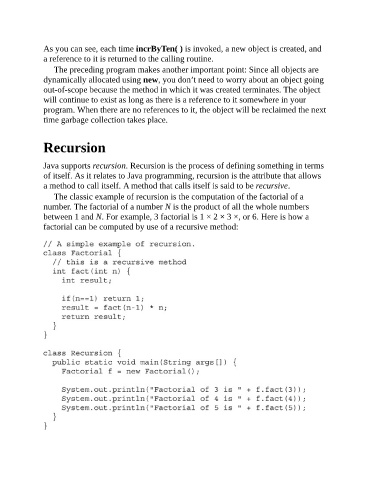 As you can see, each time incrByTen( ) is invoked, a new object is created, and
a reference to it is returned to the calling routine.
The preceding program makes another important point: Since all objects are
dynamically allocated using new, you don’t need to worry about an object going
out-of-scope because the method in which it was created terminates. The object
will continue to exist as long as there is a reference to it somewhere in your
program. When there are no references to it, the object will be reclaimed the next
time garbage collection takes place.
Recursion
Java supports recursion. Recursion is the process of defining something in terms
of itself. As it relates to Java programming, recursion is the attribute that allows
a method to call itself. A method that calls itself is said to be recursive.
The classic example of recursion is the computation of the factorial of a
number. The factorial of a number N is the product of all the whole numbers
between 1 and N. For example, 3 factorial is 1 × 2 × 3 ×, or 6. Here is how a
factorial can be computed by use of a recursive method:
// A simple example of recursion.
class Factorial {
  // this is a recursive method
  int fact(int n) {
    int result;
    if(n==1) return 1;
    result = fact(n-1) * n;
    return result;
  }
}
class Recursion {
  public static void main(String args[]) {
    Factorial f = new Factorial();
    System.out.println("Factorial of 3 is " + f.fact(3));
    System.out.println("Factorial of 4 is " + f.fact(4));
    System.out.println("Factorial of 5 is " + f.fact(5));
  }
}